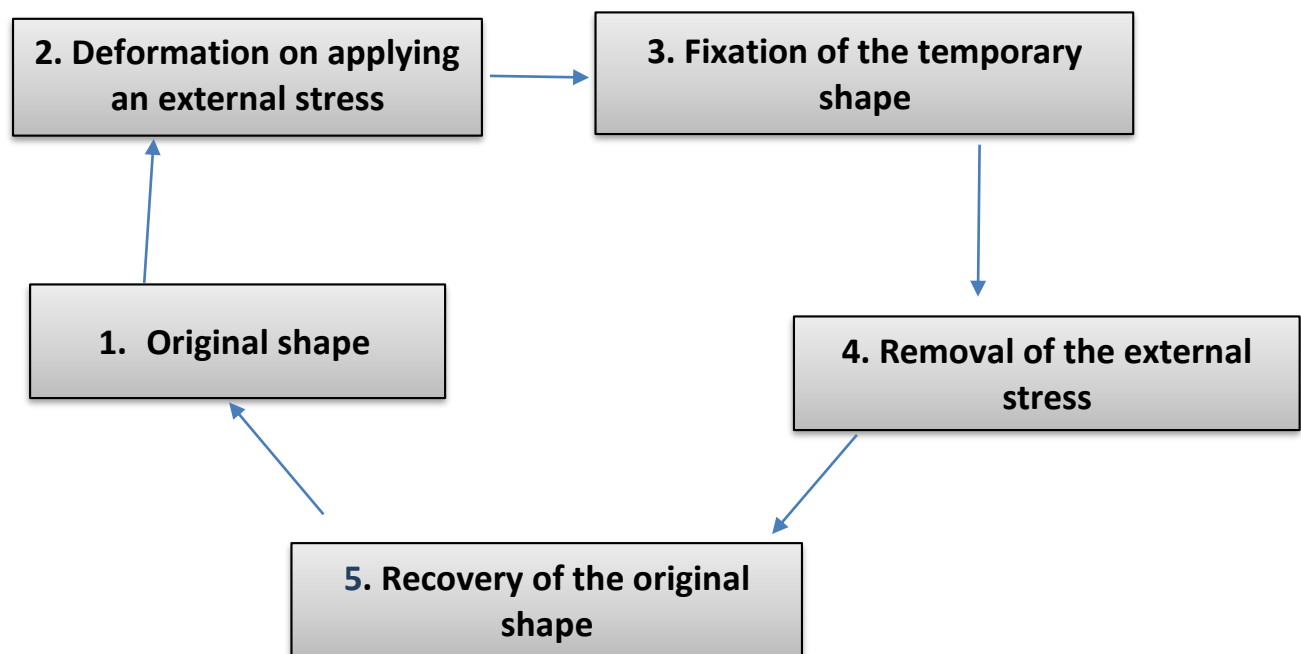 1. Original shape
2. Deformation on applying
an external stress
3. Fixation of the temporary
shape
4. Removal of the external
stress
5. Recovery of the original
shape